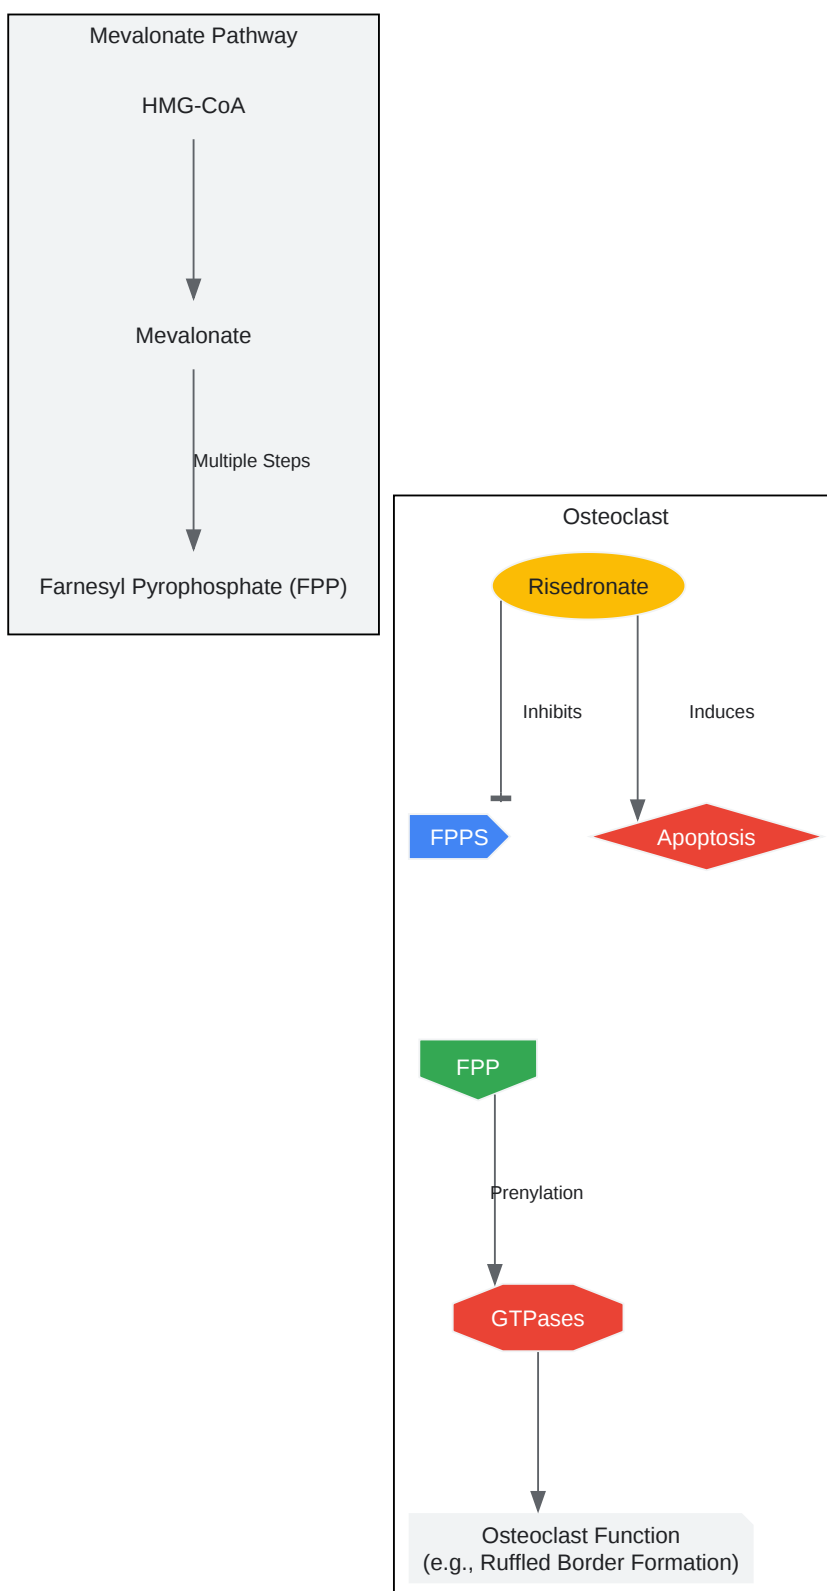 Mevalonate Pathway
HMG-CoA
Mevalonate
Multiple Steps
Farnesyl Pyrophosphate (FPP)
Osteoclast
Risedronate
Inhibits
Induces
FPPS
Apoptosis
FPP
Prenylation
GTPases
Osteoclast Function
(e.g., Ruffled Border Formation)